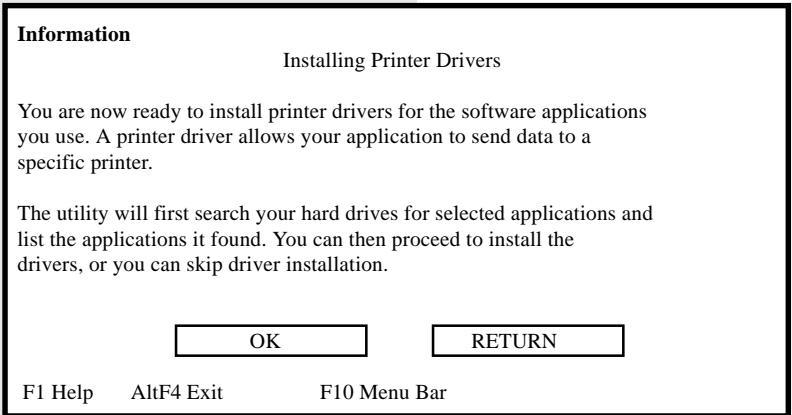 Information
Installing Printer Drivers
You are now ready to install printer drivers for the software applications
you use. A printer driver allows your application to send data to a
specific printer.
The utility will first search your hard drives for selected applications and
list the applications it found. You can then proceed to install the
drivers, or you can skip driver installation.
OK RETURN
F1 Help AltF4 Exit F10 Menu Bar